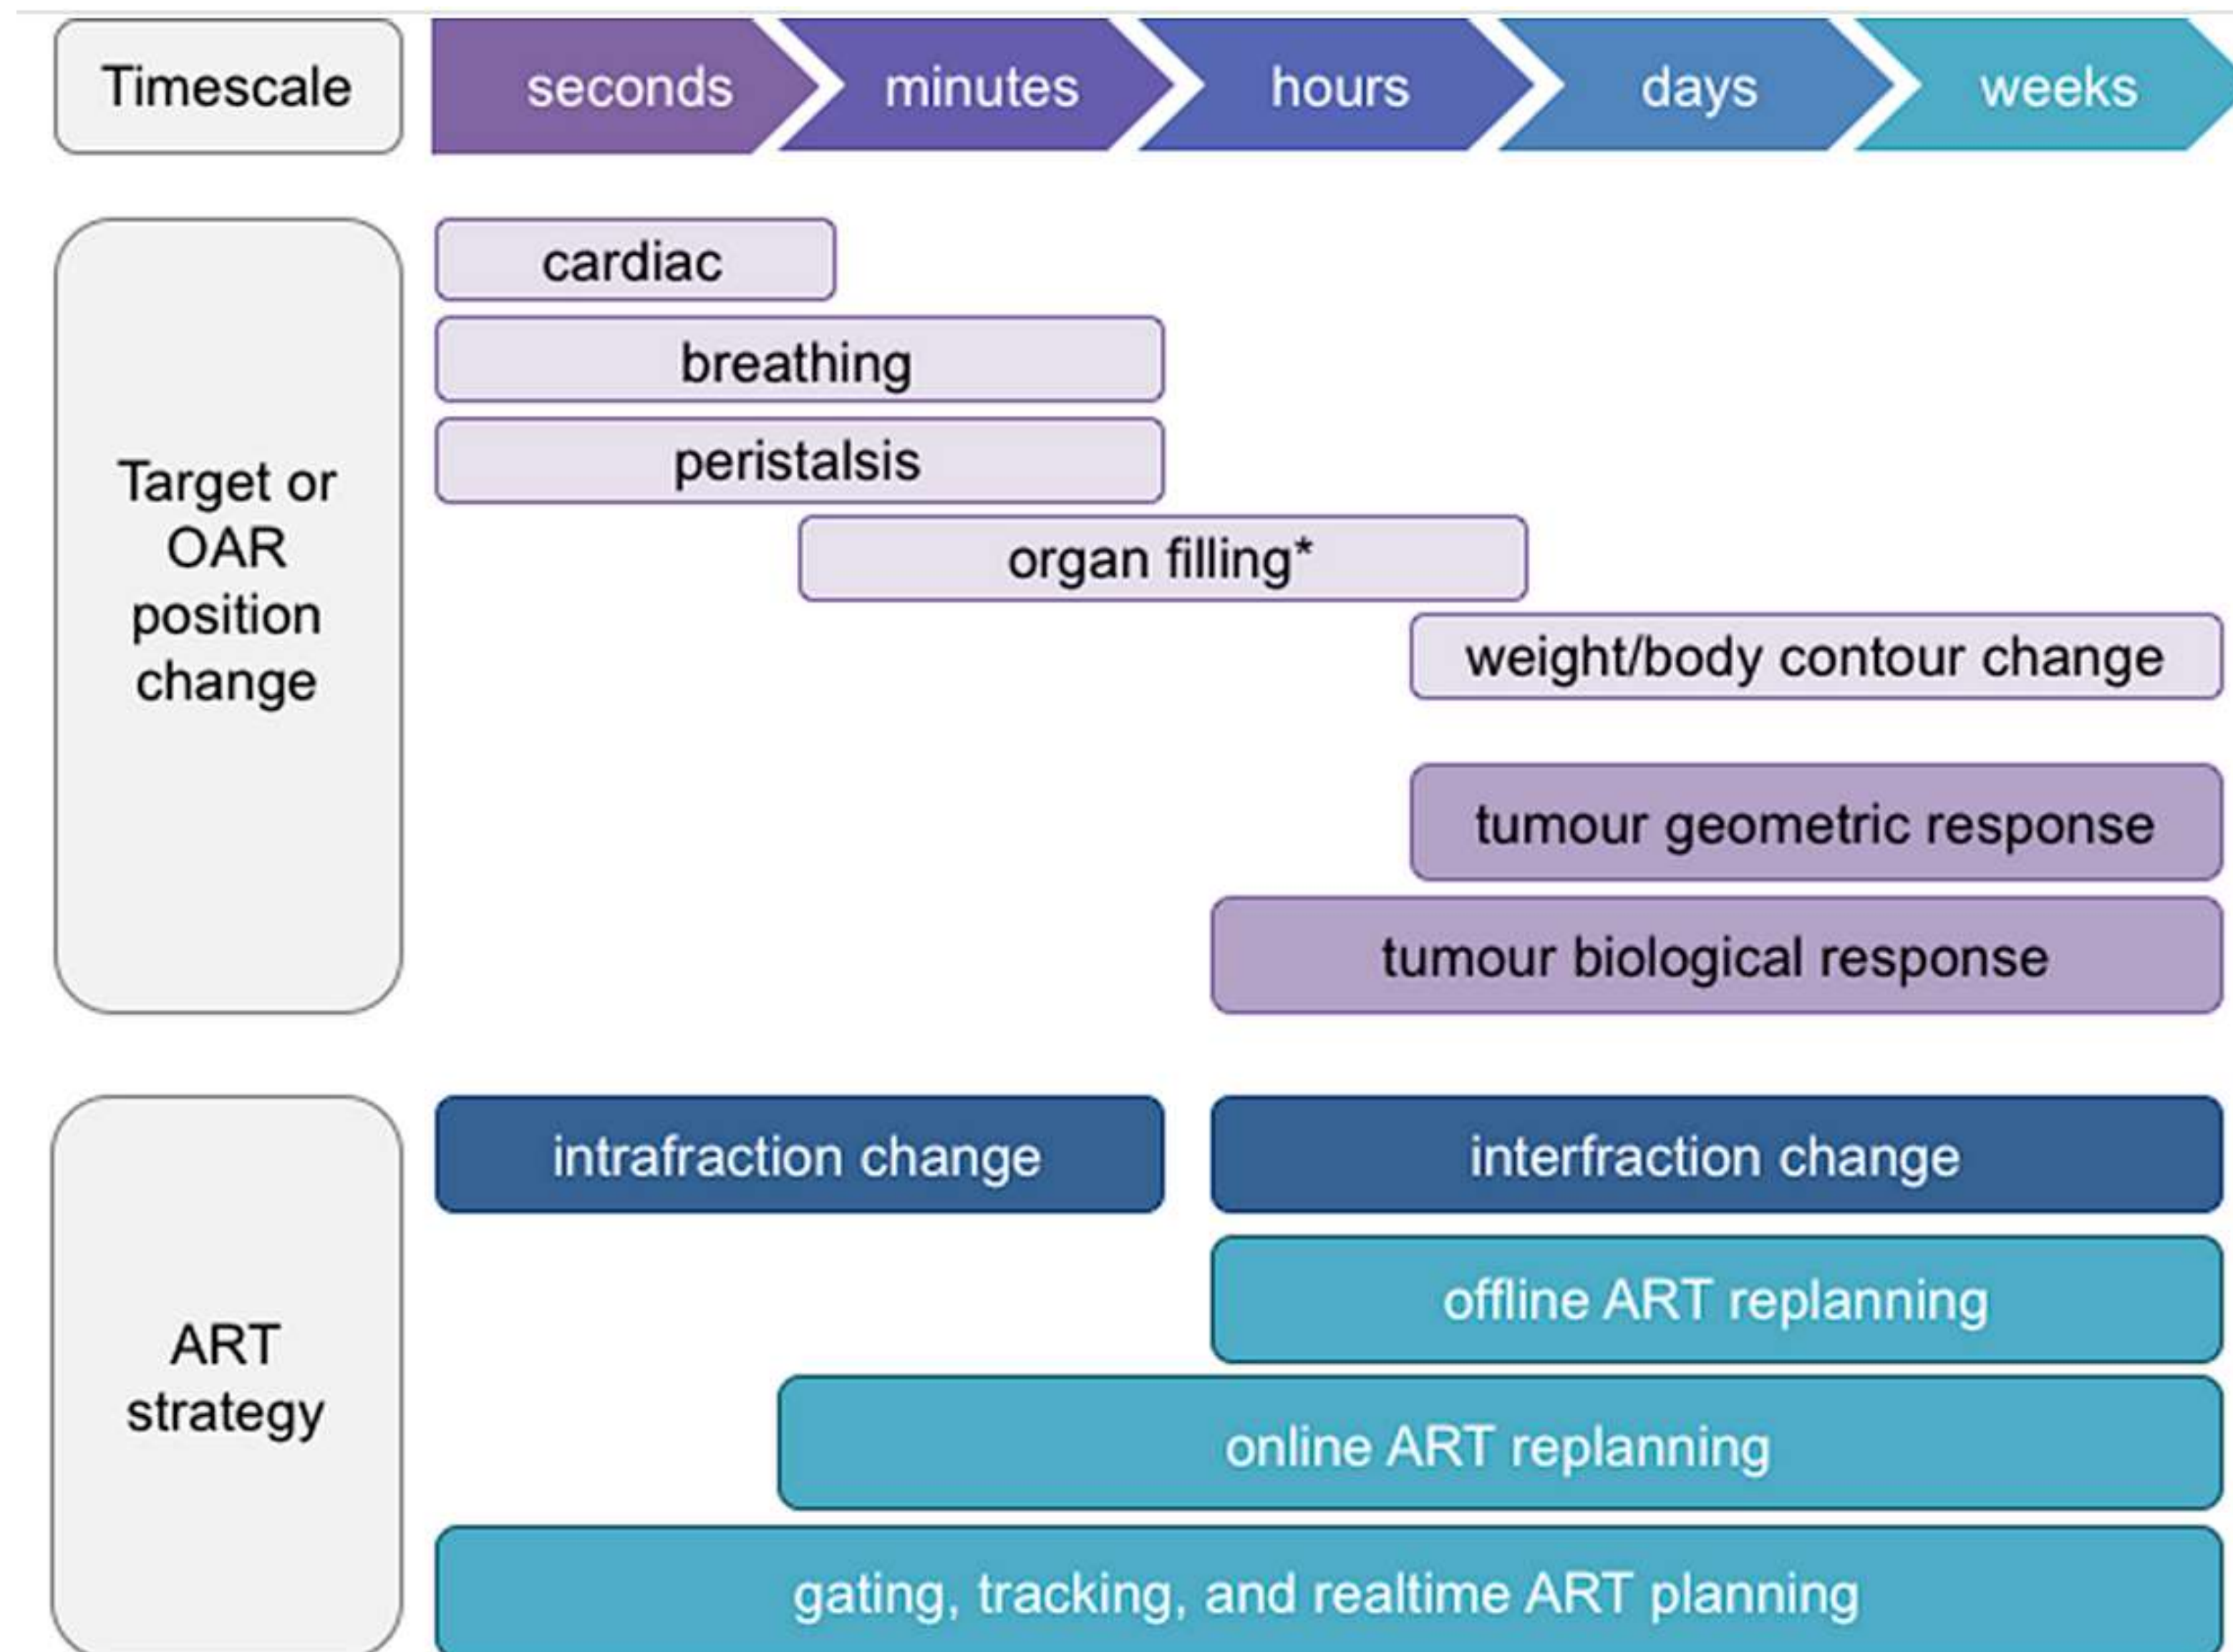 Timescale
seconds
minutes
hours
days
weeks
Target or
OAR
position
change
cardiac
breathing
peristalsis
organ filling*
weight/body contour change
tumour geometric response
tumour biological response
ART
strategy
intrafraction change
interfraction change
offline ART replanning
online ART replanning
gating, tracking, and realtime ART planning